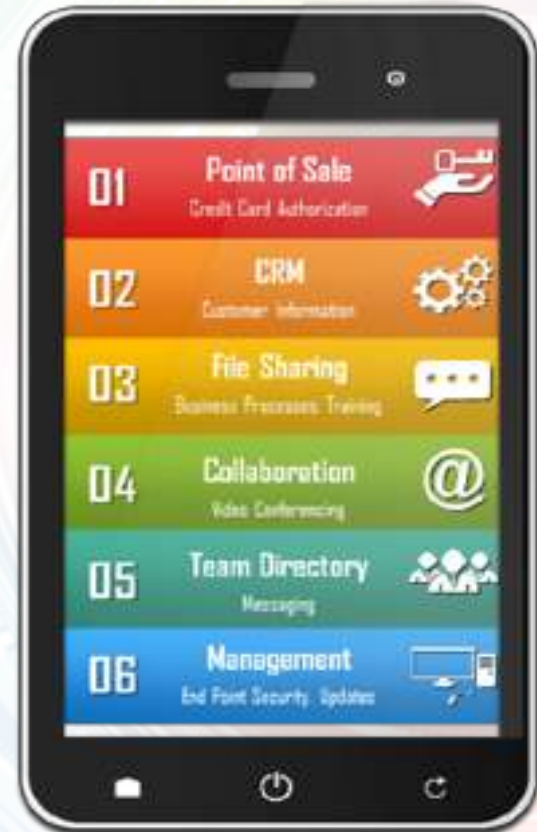 01
Point of Sale
Credit Card Authorization
02
CRM
Customer Information
03
File Sharing
Business Processes, Training
04
Collaboration
Video Conferencing
@
05
Team Directory
Messaging
06
Management
End Point Security, Updates